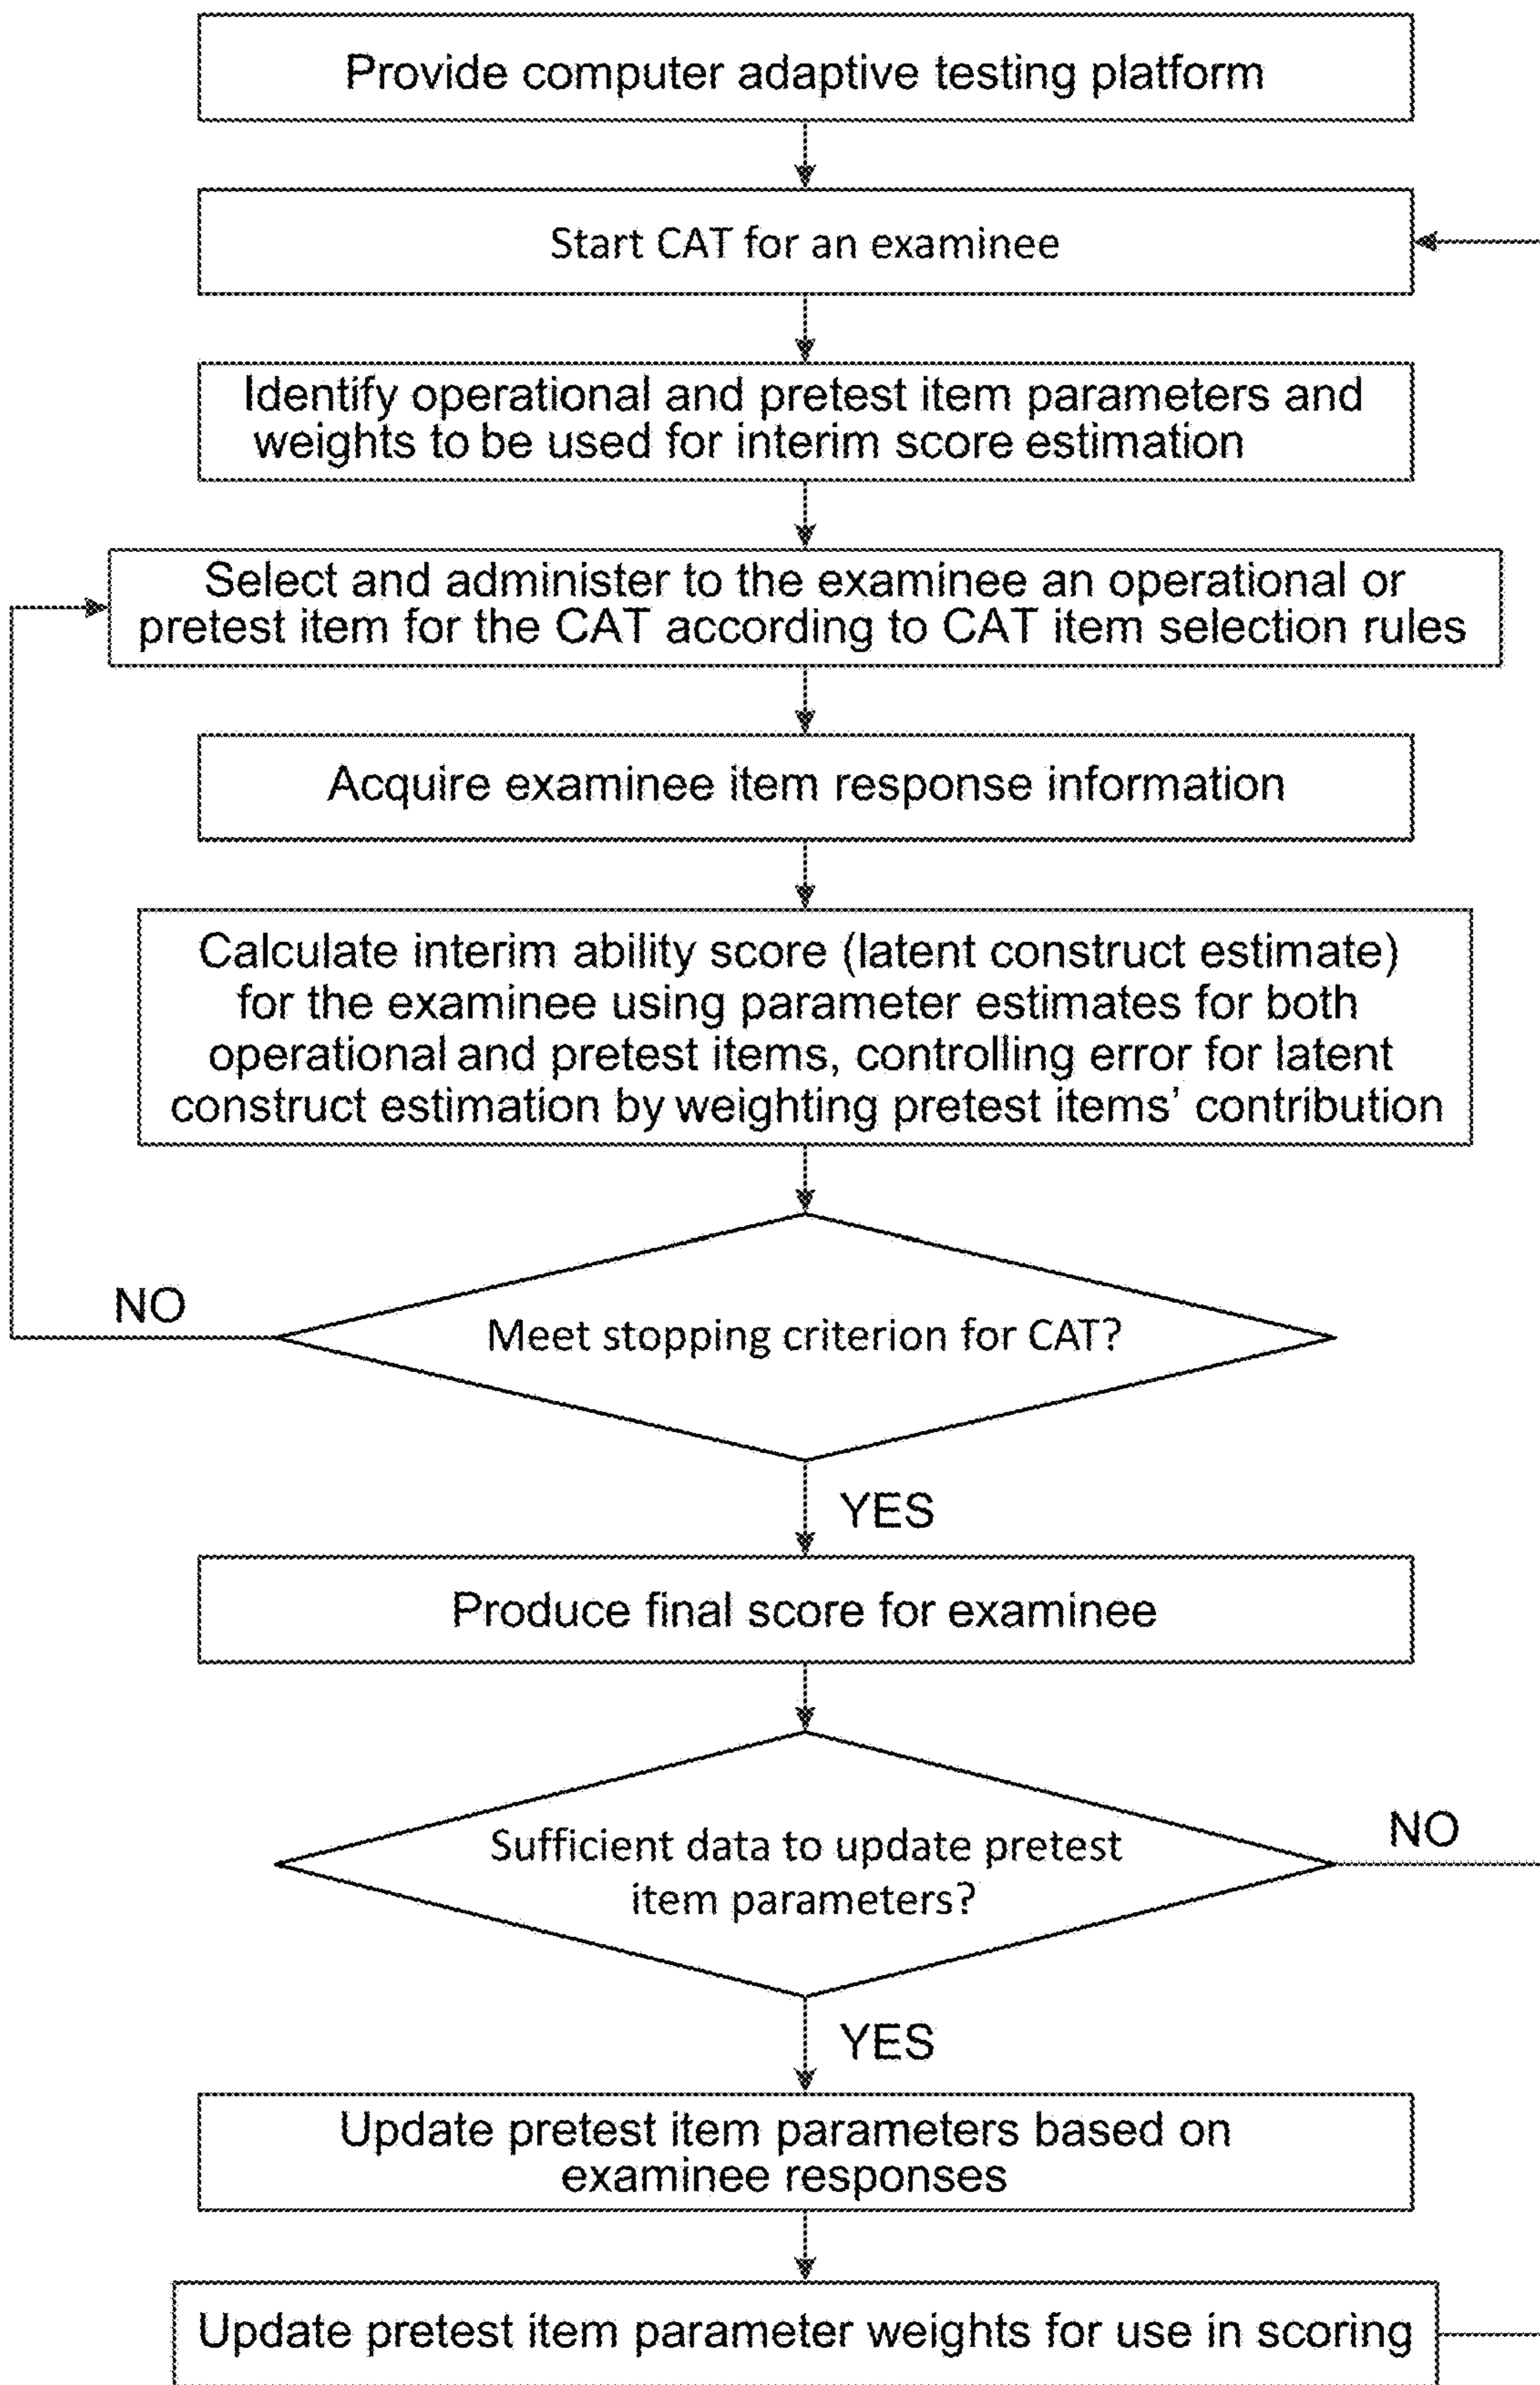 Provide computer adaptive testing platform
Start CAT for an examinee
Identify operational and pretest item parameters and
weights to be used for interim score estimation
Select and administer to the examinee an operational or
pretest item for the CAT according to CAT item selection rules
Acquire examinee item response information
Calculate interim ability score (latent construct estimate)
for the examinee using parameter estimates for both
operational and pretest items, controlling error for latent
construct estimation by weighting pretest items' contribution
NO
Meet stopping criterion for CAT?
YES
Produce final score for examinee
NO
Sufficient data to update pretest
item parameters?
YES
Update pretest item parameters based on
examinee responses
Update pretest item parameter weights for use in scoring